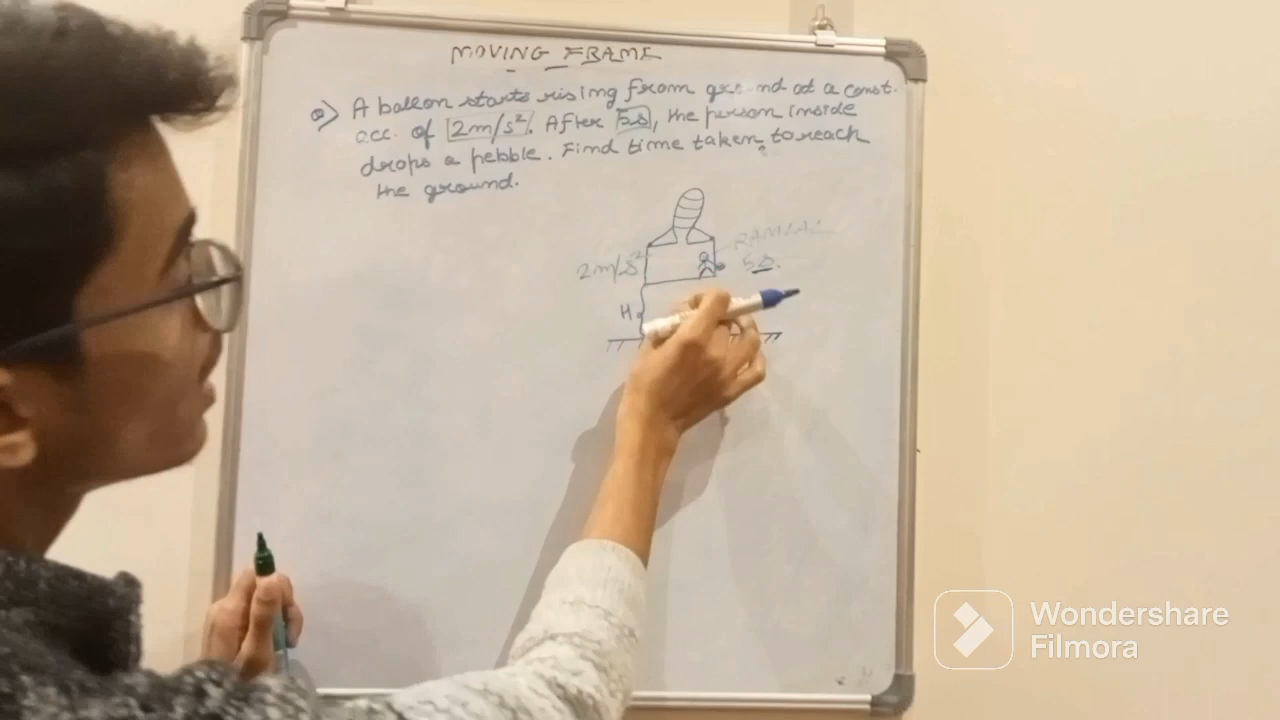 MOVING FRAME
Q) A balloon starts rising from ground at a const.
acc. of 2m/s². After 5s, the person inside
drops a pebble. Find time taken to reach
the ground.
2m/s²
5s.
H
Wondershare
Filmora